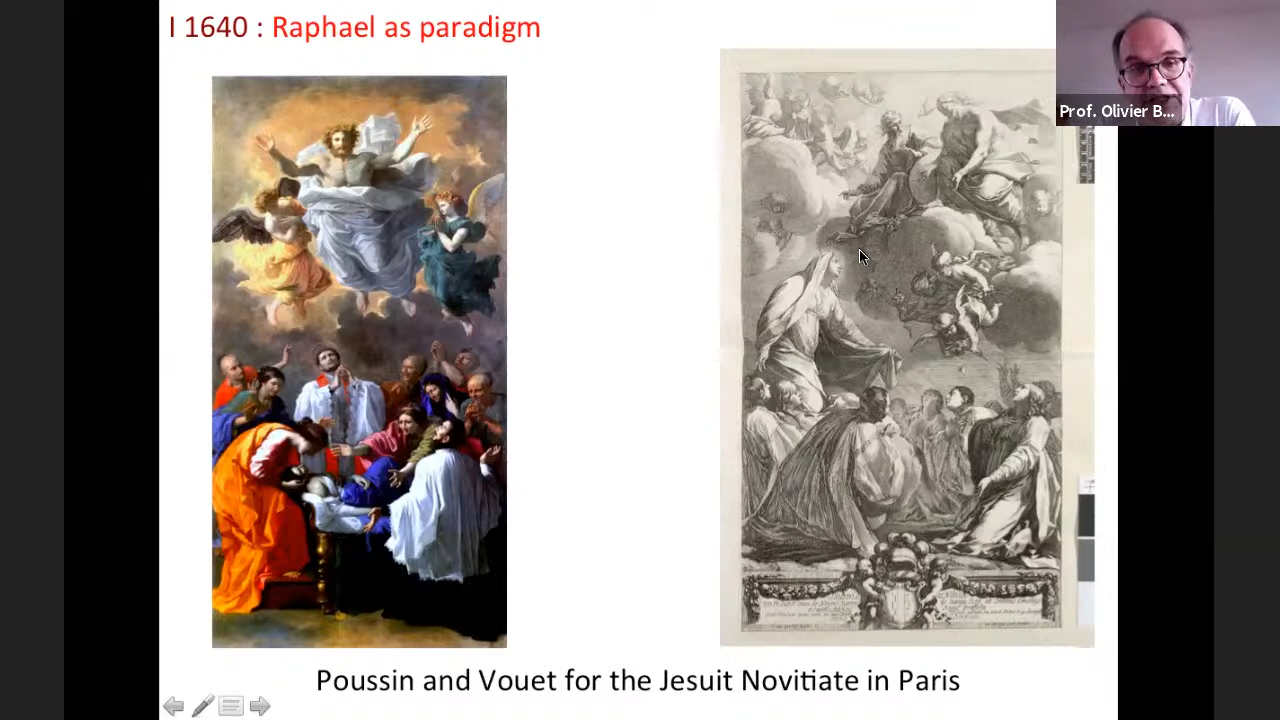 I 1640 : Raphael as paradigm
Prof. Olivier B...
Poussin and Vouet for the Jesuit Novitiate in Paris